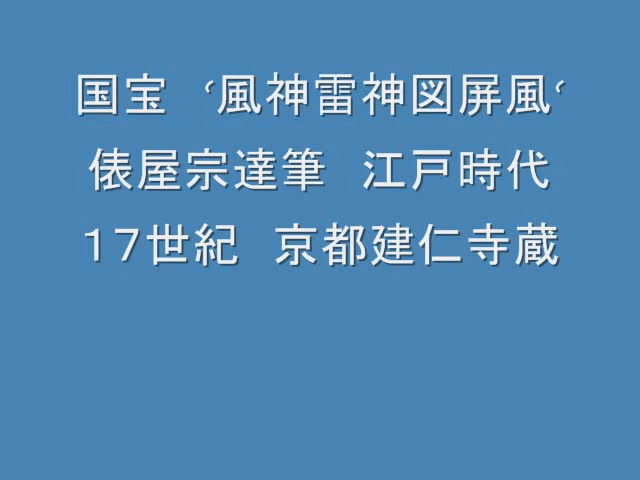 国宝　‘風神雷神図屏風‘
俵屋宗達筆　江戸時代
１７世紀　京都建仁寺蔵